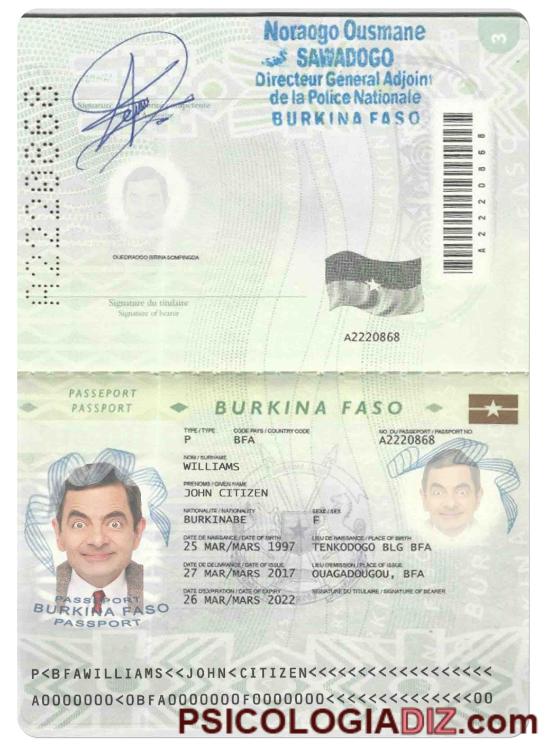 Noraogo Ousmane
SAWADOGO
Directeur General Adjoint
de la Police Nationale
BURKINA FASO
3
A2220868
A2220868
Signature du titulaire
Signature of bearer
A2220868
PASSEPORT
PASSPORT
BURKINA FASO
TYPE / TYPE CODE PAYS / COUNTRY CODE NO. DU PASSEPORT / PASSPORT NO.
P BFA A2220868
NOM / SURNAME
WILLIAMS
PRENOMS / GIVEN NAME
JOHN CITIZEN
NATIONALITE / NATIONALITY SEXE / SEX
BURKINABE F
DATE DE NAISSANCE / DATE OF BIRTH LIEU DE NAISSANCE / PLACE OF BIRTH
25 MAR/MARS 1997 TENKODOGO BLG BFA
DATE DE DELIVRANCE / DATE OF ISSUE LIEU D'EMISSION / PLACE OF ISSUE
27 MAR/MARS 2017 OUAGADOUGOU, BFA
DATE D'EXPIRATION / DATE OF EXPIRY SIGNATURE DU TITULAIRE / SIGNATURE OF BEARER
26 MAR/MARS 2022
PASSEPORT
BURKINA FASO
PASSPORT
P<BFAWILLIAMS<<JOHN<CITIZEN<<<<<<<<<<<<<<<<<
A0000000<0BFA0000000F0000000<<<<<<<<<<<<<<00
PSICOLOGIADIZ.com